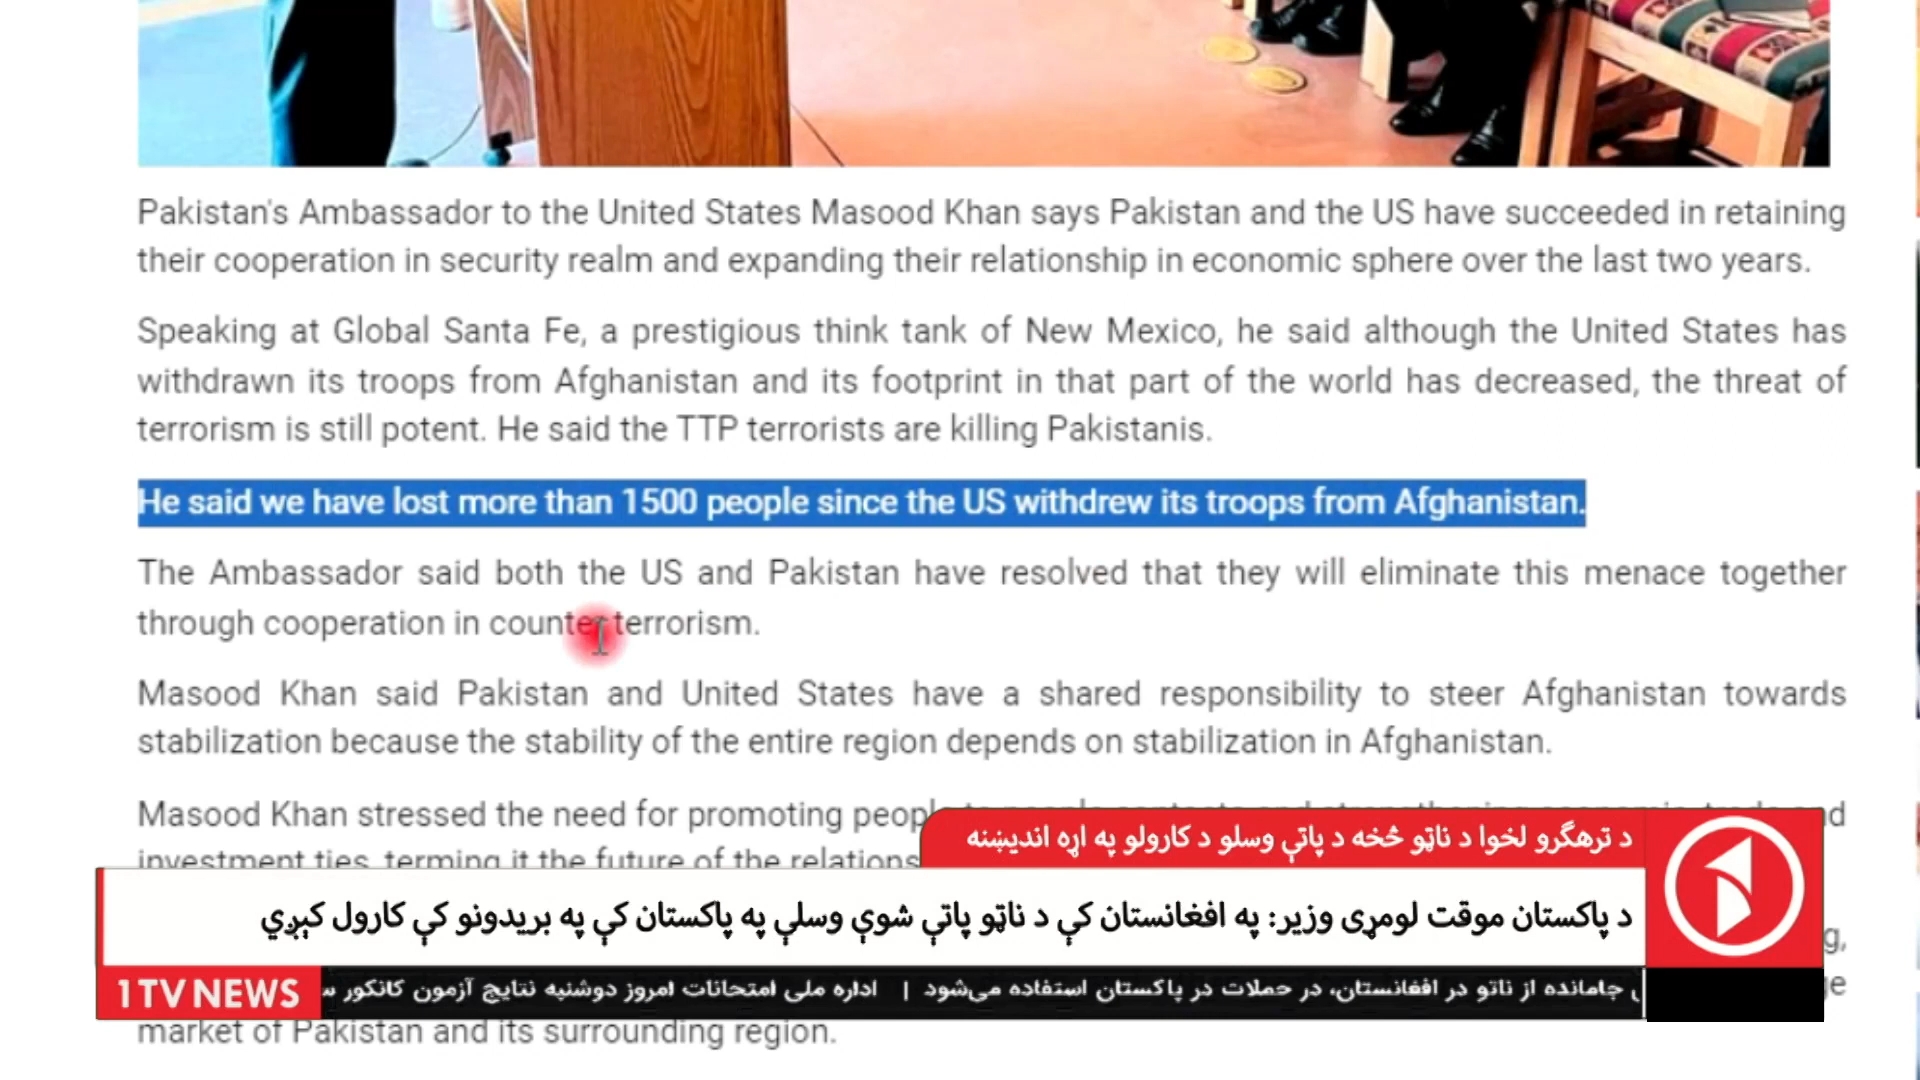 Pakistan's Ambassador to the United States Masood Khan says Pakistan and the US have succeeded in retaining
their cooperation in security realm and expanding their relationship in economic sphere over the last two years.
Speaking at Global Santa Fe, a prestigious think tank of New Mexico, he said although the United States has
withdrawn its troops from Afghanistan and its footprint in that part of the world has decreased, the threat of
terrorism is still potent. He said the TTP terrorists are killing Pakistanis.
He said we have lost more than 1500 people since the US withdrew its troops from Afghanistan.
The Ambassador said both the US and Pakistan have resolved that they will eliminate this menace together
through cooperation in counter terrorism.
Masood Khan said Pakistan and United States have a shared responsibility to steer Afghanistan towards
stabilization because the stability of the entire region depends on stabilization in Afghanistan.
Masood Khan stressed the need for promoting
investment ties, terming it the future of the
د ترهګرو لخوا د ناټو څخه د پاتې وسلو د کارولو په اړه اندیښنه
د پاکستان موقت لومړی وزیر: په افغانستان کې د ناټو پاتې شوې وسلې په پاکستان کې په بریدونو کې کارول کېږي
1TV NEWS
جامانده از ناتو در افغانستان، در حملات در پاکستان استفاده می‌شود | اداره ملی امتحانات امروز دوشنبه نتایج آزمون کانکور
market of Pakistan and its surrounding region.